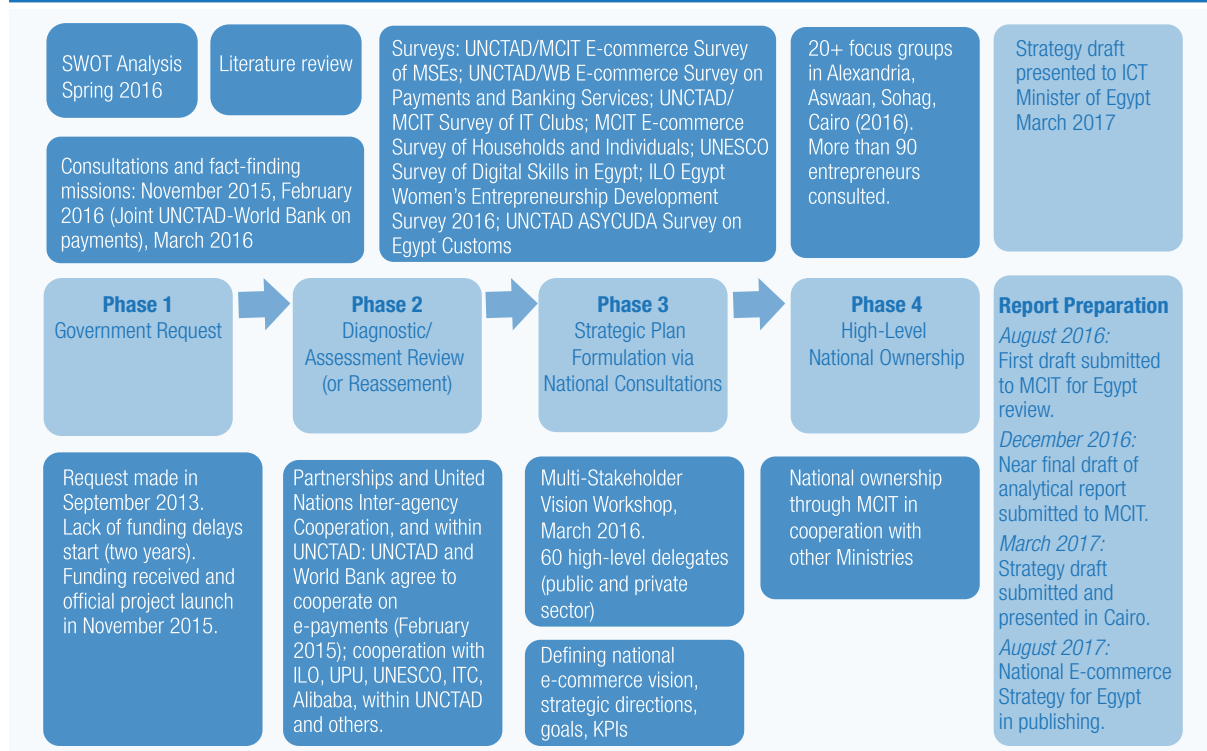 SWOT Analysis
Spring 2016
Literature review
Consultations and fact-finding
missions: November 2015, February
2016 (Joint UNCTAD-World Bank on
payments), March 2016
Surveys: UNCTAD/MCIT E-commerce Survey
of MSEs; UNCTAD/WB E-commerce Survey on
Payments and Banking Services; UNCTAD/
MCIT Survey of IT Clubs; MCIT E-commerce
Survey of Households and Individuals; UNESCO
Survey of Digital Skills in Egypt; ILO Egypt
Women's Entrepreneurship Development
Survey 2016; UNCTAD ASYCUDA Survey on
Egypt Customs
20+ focus groups
in Alexandria,
Aswaan, Sohag,
Cairo (2016).
More than 90
entrepreneurs
consulted.
Strategy draft
presented to ICT
Minister of Egypt
March 2017
Phase 1
Government Request
Phase 2
Diagnostic/
Assessment Review
(or Reassement)
Phase 3
Strategic Plan
Formulation via
National Consultations
Phase 4
High-Level
National Ownership
Request made in
September 2013.
Lack of funding delays
start (two years).
Funding received and
official project launch
in November 2015.
Partnerships and United
Nations Inter-agency
Cooperation, and within
UNCTAD: UNCTAD and
World Bank agree to
cooperate on
e-payments (February
2015); cooperation with
ILO, UPU, UNESCO, ITC,
Alibaba, within UNCTAD
and others.
Multi-Stakeholder
Vision Workshop,
March 2016.
60 high-level delegates
(public and private
sector)
Defining national
e-commerce vision,
strategic directions,
goals, KPIs
National ownership
through MCIT in
cooperation with
other Ministries
Report Preparation
August 2016:
First draft submitted
to MCIT for Egypt
review.
December 2016:
Near final draft of
analytical report
submitted to MCIT.
March 2017:
Strategy draft
submitted and
presented in Cairo.
August 2017:
National E-commerce
Strategy for Egypt
in publishing.